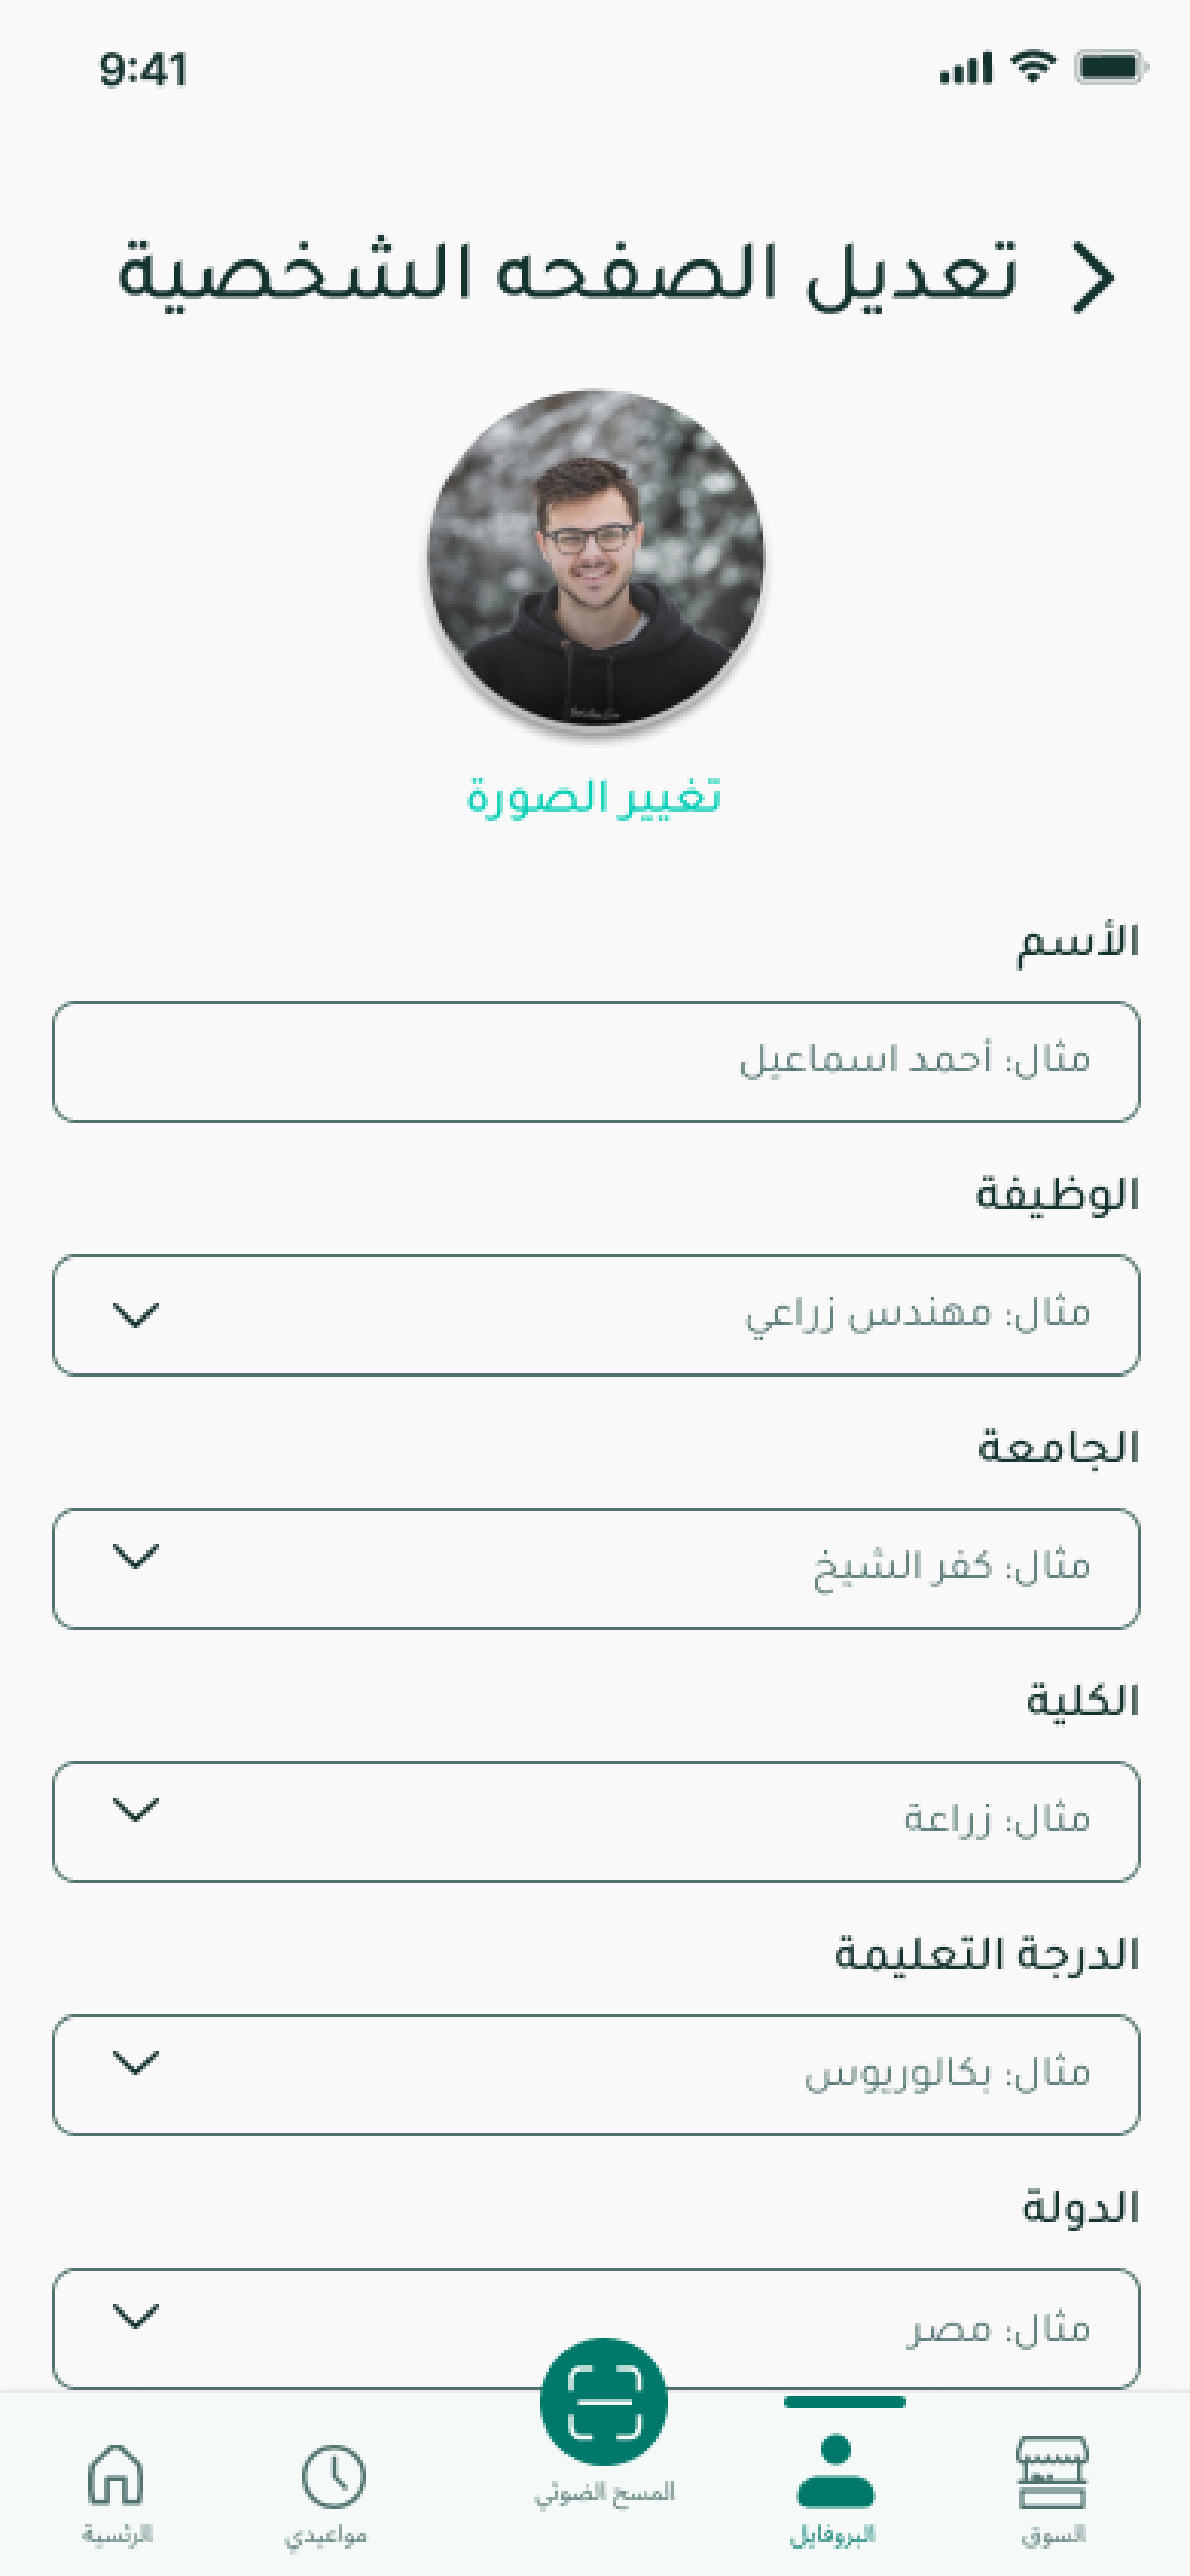 9:41
تعديل الصفحه الشخصية
تغيير الصورة
الأسم
مثال: أحمد اسماعيل
الوظيفة
مثال: مهندس زراعي
الجامعة
مثال: كفر الشيخ
الكلية
مثال: زراعة
الدرجة التعليمة
مثال: بكالوريوس
الدولة
مثال: مصر
السوق
البروفايل
المسح الضوئي
مواعيدي
الرئسية